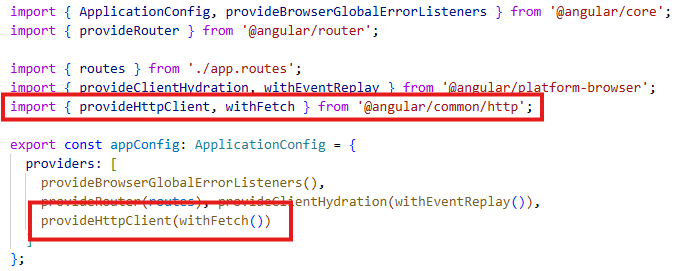 import { ApplicationConfig, provideBrowserGlobalErrorListeners } from '@angular/core';
import { provideRouter } from '@angular/router';
import { routes } from './app.routes';
import { provideClientHydration, withEventReplay } from '@angular/platform-browser';
import { provideHttpClient, withFetch } from '@angular/common/http';
export const appConfig: ApplicationConfig = {
providers: [
provideBrowserGlobalErrorListeners(),
provideRouter(routes), provideClientHydration(withEventReplay()),
provideHttpClient(withFetch())
]
};